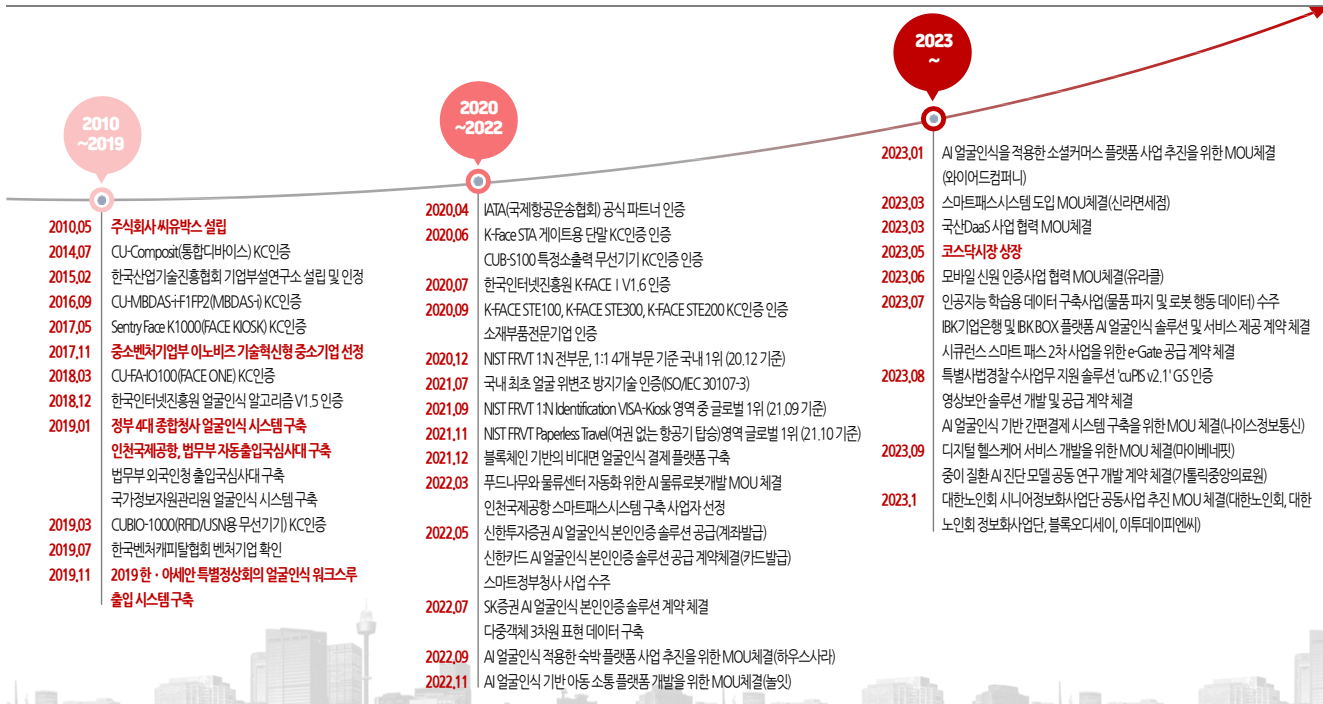 2010
~2019
2010.05 주식회사 씨유박스 설립
2014.07 CU-Composit(통합디바이스) KC인증
2015.02 한국산업기술진흥협회 기업부설연구소 설립 및 인정
2016.09 CU-MBDAS-i-F1FP2 (MBDAS-i) KC인증
2017.05 Sentry Face K1000(FACE KIOSK) KC인증
2017.11 중소벤처기업부 이노비즈 기술혁신형 중소기업 선정
2018.03 CU-FA-IO100(FACE ONE) KC인증
2018.12 한국인터넷진흥원 얼굴인식 알고리즘 V1.5 인증
2019.01 정부 4대 종합청사 얼굴인식 시스템 구축
인천국제공항, 법무부 자동출입국심사대 구축
법무부 외국인청 출입국심사대 구축
국가정보자원관리원 얼굴인식 시스템 구축
2019.03 CUBIO-1000(RFID/USN용 무선기기) KC인증
2019.07 한국벤처캐피탈협회 벤처기업 확인
2019.11 2019 한·아세안 특별정상회의 얼굴인식 워크스루
출입 시스템 구축
2020
~2022
2020.04 IATA(국제항공운송협회) 공식 파트너 인증
2020.06 K-Face STA 게이트용 단말 KC인증 인증
CUB-S100 특정소출력 무선기기 KC인증 인증
2020.07 한국인터넷진흥원 K-FACE Ⅰ V1.6 인증
2020.09 K-FACE STE100, K-FACE STE300, K-FACE STE200 KC인증 인증
소재부품전문기업 인증
2020.12 NIST FRVT 1:N 전부문, 1:1 4개 부문 기준 국내 1위 (20.12 기준)
2021.07 국내 최초 얼굴 위변조 방지기술 인증(ISO/IEC 30107-3)
2021.09 NIST FRVT 1:N Identification VISA-Kiosk 영역 중 글로벌 1위 (21.09 기준)
2021.11 NIST FRVT Paperless Travel(여권 없는 항공기 탑승)영역 글로벌 1위 (21.10 기준)
2021.12 블록체인 기반의 비대면 얼굴인식 결제 플랫폼 구축
2022.03 푸드나무와 물류센터 자동화 위한 AI 물류로봇개발 MOU 체결
인천국제공항 스마트패스시스템 구축 사업자 선정
2022.05 신한투자증권 AI 얼굴인식 본인인증 솔루션 공급(계좌발급)
신한카드 AI 얼굴인식 본인인증 솔루션 공급 계약체결(카드발급)
스마트정부청사 사업 수주
2022.07 SK증권 AI 얼굴인식 본인인증 솔루션 계약 체결
다중객체 3차원 표현 데이터 구축
2022.09 AI 얼굴인식 적용한 숙박 플랫폼 사업 추진을 위한 MOU체결(하우스사라)
2022.11 AI 얼굴인식 기반 아동 소통 플랫폼 개발을 위한 MOU체결(놀잇)
2023
~
2023.01 AI 얼굴인식을 적용한 소셜커머스 플랫폼 사업 추진을 위한 MOU체결
(와이어드컴퍼니)
2023.03 스마트패스시스템 도입 MOU체결(신라면세점)
2023.03 국산DaaS 사업 협력 MOU체결
2023.05 코스닥시장 상장
2023.06 모바일 신원 인증사업 협력 MOU체결(유라클)
2023.07 인공지능 학습용 데이터 구축사업(물품 파지 및 로봇 행동 데이터) 수주
IBK기업은행 및 IBK BOX 플랫폼 AI 얼굴인식 솔루션 및 서비스 제공 계약 체결
시큐런스 스마트 패스 2차 사업을 위한 e-Gate 공급 계약 체결
2023.08 특별사법경찰 수사업무 지원 솔루션 'cuPIS v2.1' GS 인증
영상보안 솔루션 개발 및 공급 계약 체결
AI 얼굴인식 기반 간편결제 시스템 구축을 위한 MOU 체결(나이스정보통신)
2023.09 디지털 헬스케어 서비스 개발을 위한 MOU 체결(마이베네핏)
중이 질환 AI 진단 모델 공동 연구 개발 계약 체결(가톨릭중앙의료원)
2023.1 대한노인회 시니어정보화사업단 공동사업 추진 MOU 체결(대한노인회, 대한
노인회 정보화사업단, 블록오디세이, 이투데이피엔씨)